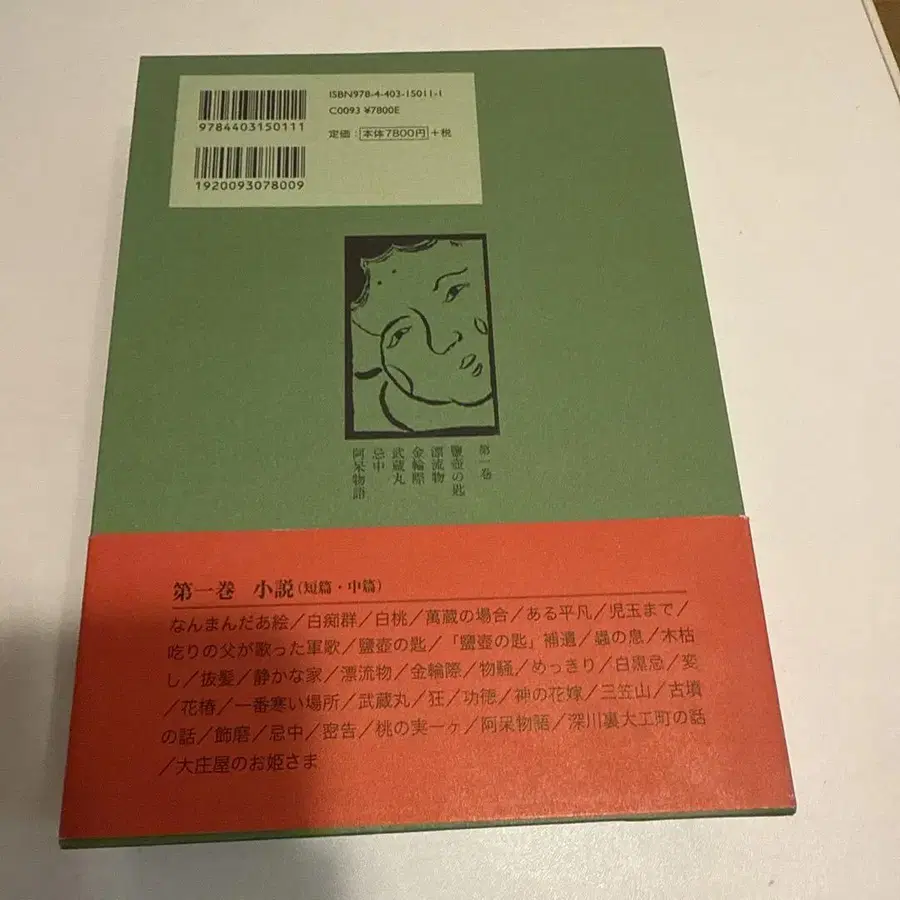 ISBN978-4-403-15011-1
C0093 ¥7800E
定価：本体7800円+税
9784403150111
1920093078009
第一巻
鹽壺の匙
漂流物
金輪際
武蔵丸
忌中
阿呆物語
第一巻 小説(短篇・中篇)
なんまんだあ絵／白痴群／白桃／萬蔵の場合／ある平凡／児玉まで／
吃りの父が歌った軍歌／鹽壺の匙／「鹽壺の匙」補遺／蟲の息／木枯
し／抜髪／静かな家／漂流物／金輪際／物騒／めっきり／白黒忌／変
／花椿／一番寒い場所／武蔵丸／狂／功徳／神の花嫁／三笠山／古墳
の話／飾磨／忌中／密告／桃の実一ヶ／阿呆物語／深川裏大工町の話
／大庄屋のお姫さま